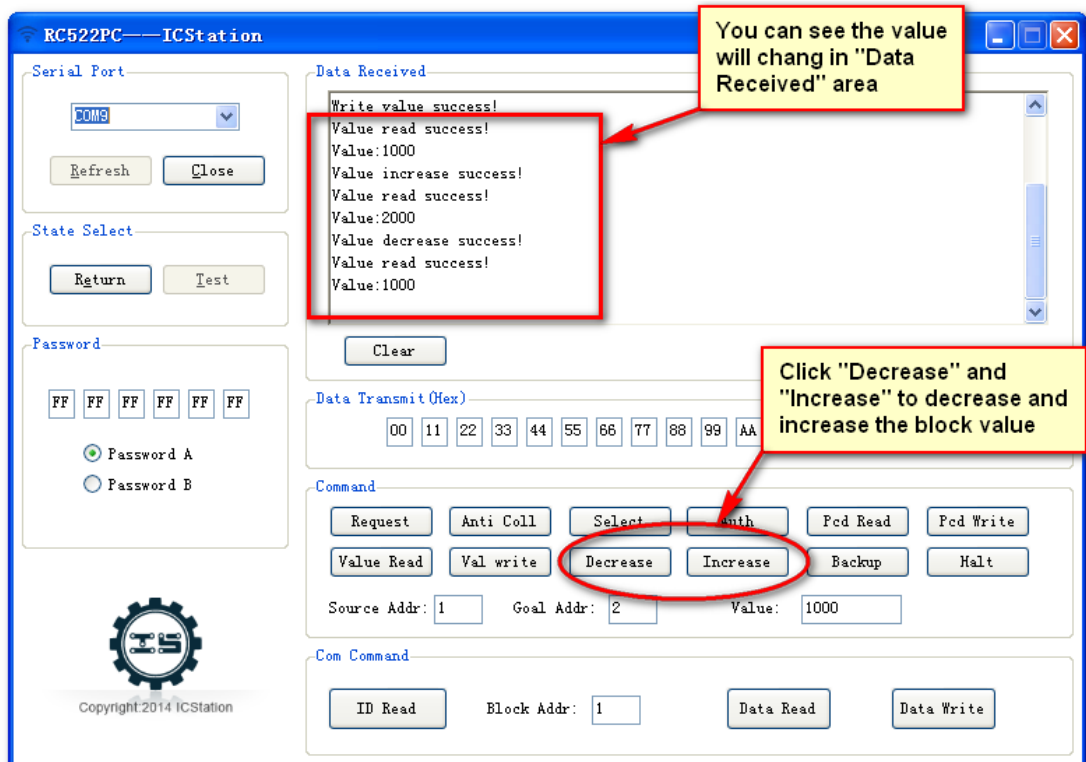 RC522PC——ICStation
You can see the value
will chang in "Data
Received" area
Serial Port
COM9
Refresh
Close
State Select
Return
Test
Password
FF FF FF FF FF FF
Password A
Password B
IS
Copyright:2014 ICStation
Data Received
Write value success!
Value read success!
Value:1000
Value increase success!
Value read success!
Value:2000
Value decrease success!
Value read success!
Value:1000
Clear
Click "Decrease" and
"Increase" to decrease and
increase the block value
Data Transmit(Hex)
00 11 22 33 44 55 66 77 88 99 AA
Command
Request Anti Coll Select Auth Pcd Read Pcd Write
Value Read Val write Decrease Increase Backup Halt
Source Addr: 1 Goal Addr: 2 Value: 1000
Com Command
ID Read Block Addr: 1 Data Read Data Write